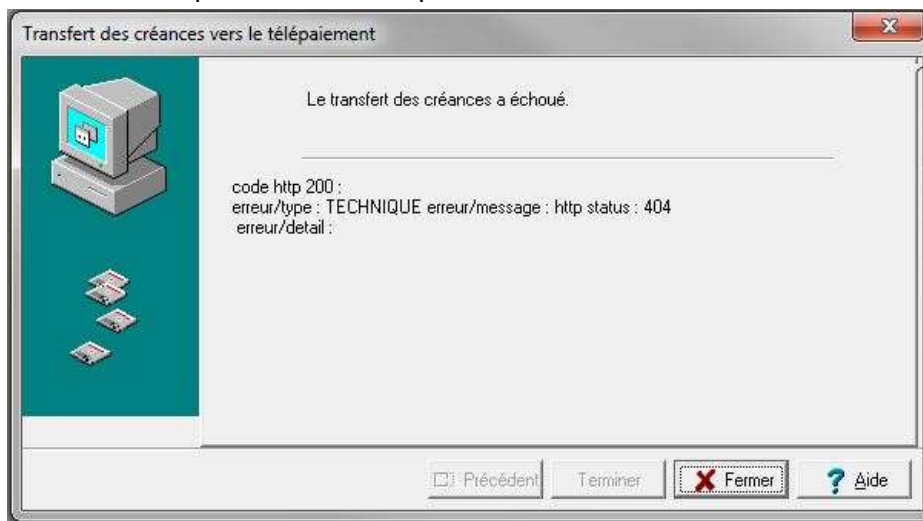 Transfert des créances vers le télépaiement
Le transfert des créances a échoué.
code http 200 :
erreur/type : TECHNIQUE erreur/message : http status : 404
erreur/detail :
Précédent
Terminer
Fermer
Aide